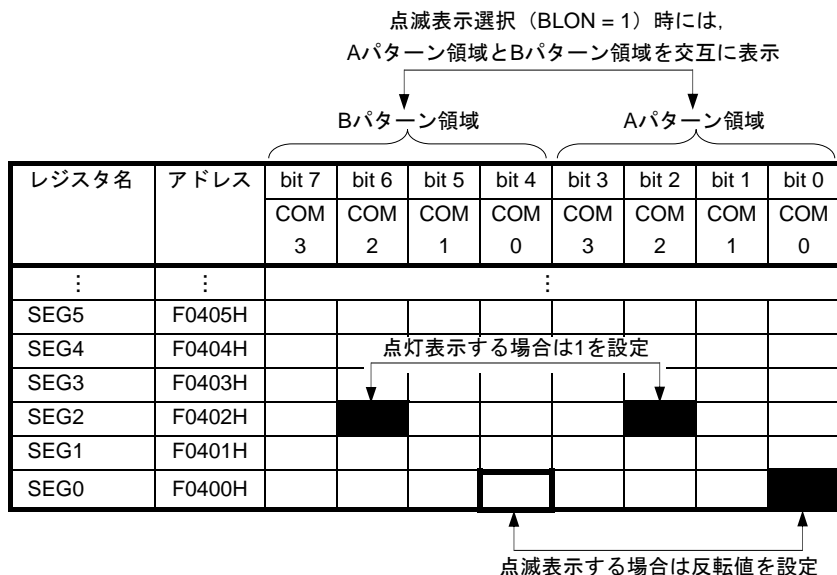 点滅表示選択（BLON = 1）時には，
Aパターン領域とBパターン領域を交互に表示
Bパターン領域 Aパターン領域
レジスタ名 アドレス bit 7 bit 6 bit 5 bit 4 bit 3 bit 2 bit 1 bit 0
COM COM COM COM COM COM COM COM
3 2 1 0 3 2 1 0
⋮ ⋮ ⋮
SEG5 F0405H
SEG4 F0404H 点灯表示する場合は1を設定
SEG3 F0403H
SEG2 F0402H
SEG1 F0401H
SEG0 F0400H
点滅表示する場合は反転値を設定